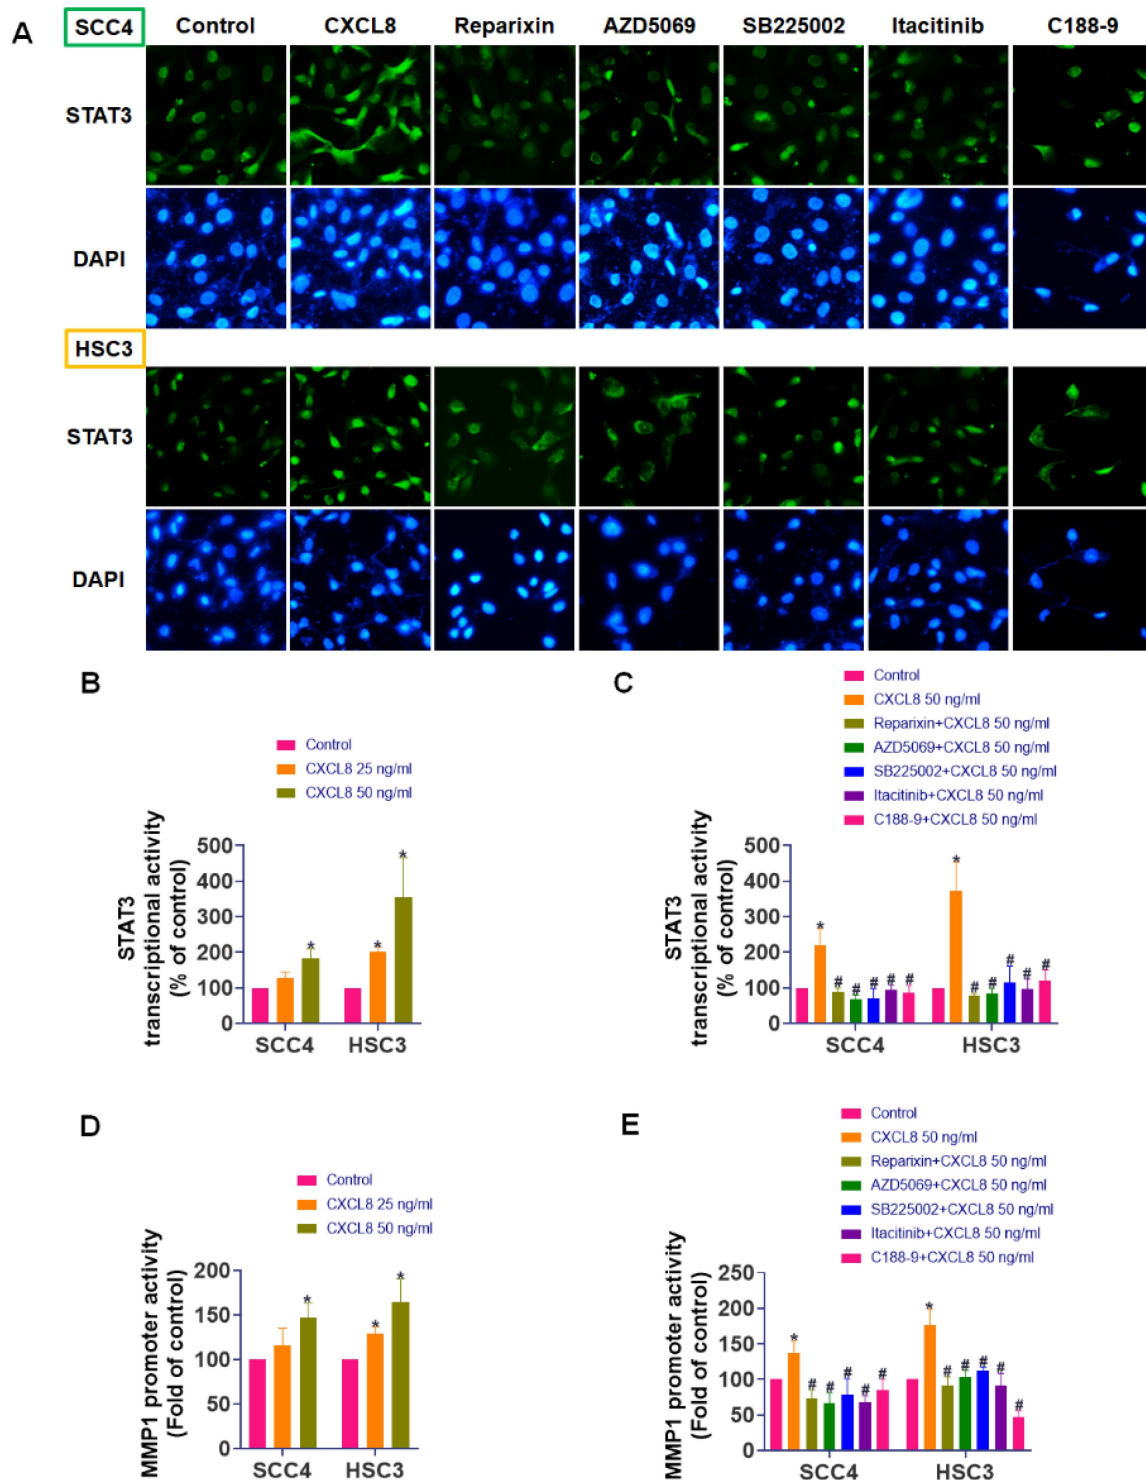 A
SCC4 Control CXCL8 Reparixin AZD5069 SB225002 Itacitinib C188-9
STAT3
DAPI
HSC3
STAT3
DAPI
B
Control
CXCL8 25 ng/ml
CXCL8 50 ng/ml
STAT3
transcriptional activity
(% of control)
500
400
300
200
100
0
*
*
*
SCC4 HSC3
C
Control
CXCL8 50 ng/ml
Reparixin+CXCL8 50 ng/ml
AZD5069+CXCL8 50 ng/ml
SB225002+CXCL8 50 ng/ml
Itacitinib+CXCL8 50 ng/ml
C188-9+CXCL8 50 ng/ml
STAT3
transcriptional activity
(% of control)
500
400
300
200
100
0
* # # # # #
* # # # # #
SCC4 HSC3
D
Control
CXCL8 25 ng/ml
CXCL8 50 ng/ml
MMP1 promoter activity
(Fold of control)
200
150
100
50
0
*
*
*
SCC4 HSC3
E
Control
CXCL8 50 ng/ml
Reparixin+CXCL8 50 ng/ml
AZD5069+CXCL8 50 ng/ml
SB225002+CXCL8 50 ng/ml
Itacitinib+CXCL8 50 ng/ml
C188-9+CXCL8 50 ng/ml
MMP1 promoter activity
(Fold of control)
250
200
150
100
50
0
* # # # # #
* # # # # #
SCC4 HSC3